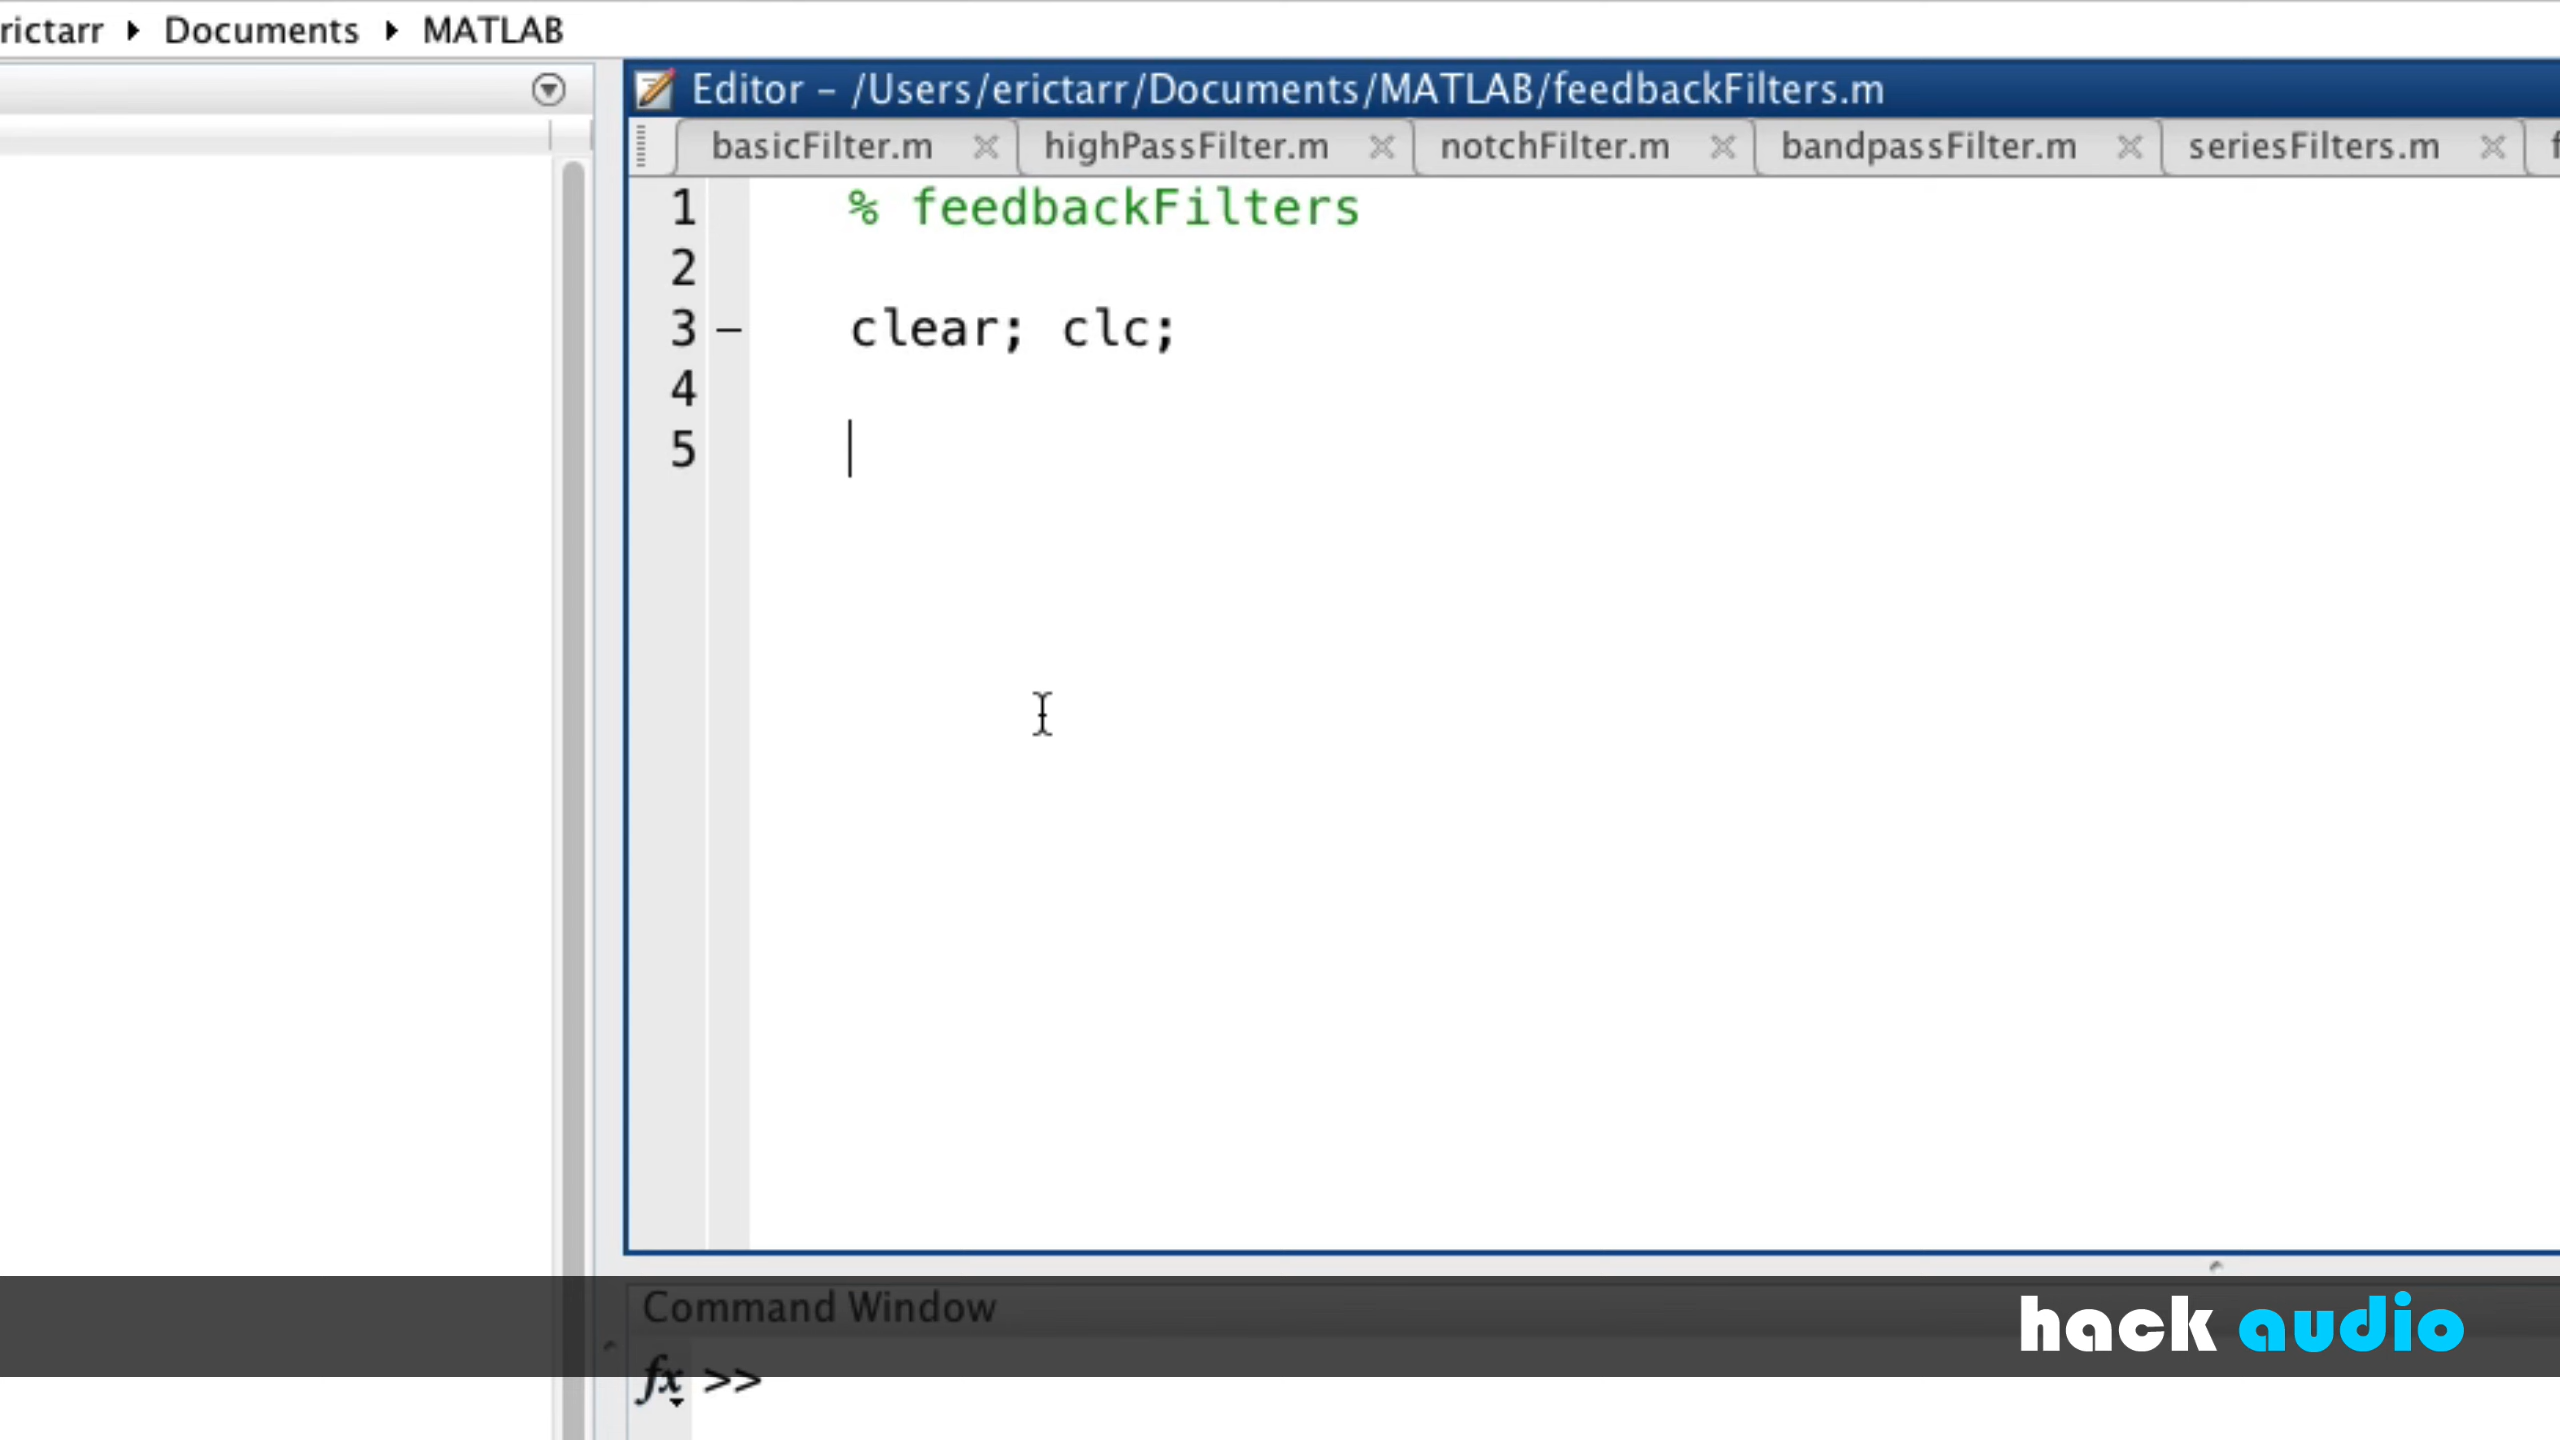 rictarr ▸ Documents ▸ MATLAB
Editor – /Users/erictarr/Documents/MATLAB/feedbackFilters.m
basicFilter.m highPassFilter.m notchFilter.m bandpassFilter.m seriesFilters.m f
1 % feedbackFilters
2
3 – clear; clc;
4
5
Command Window
hack audio
fx >>